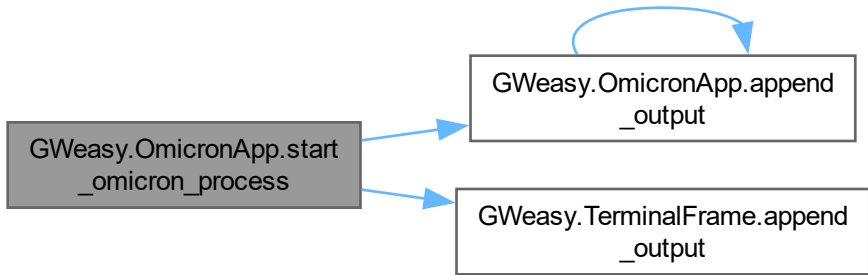 GWeasy.OmicronApp.start
_omicron_process
GWeasy.OmicronApp.append
_output
GWeasy.TerminalFrame.append
_output